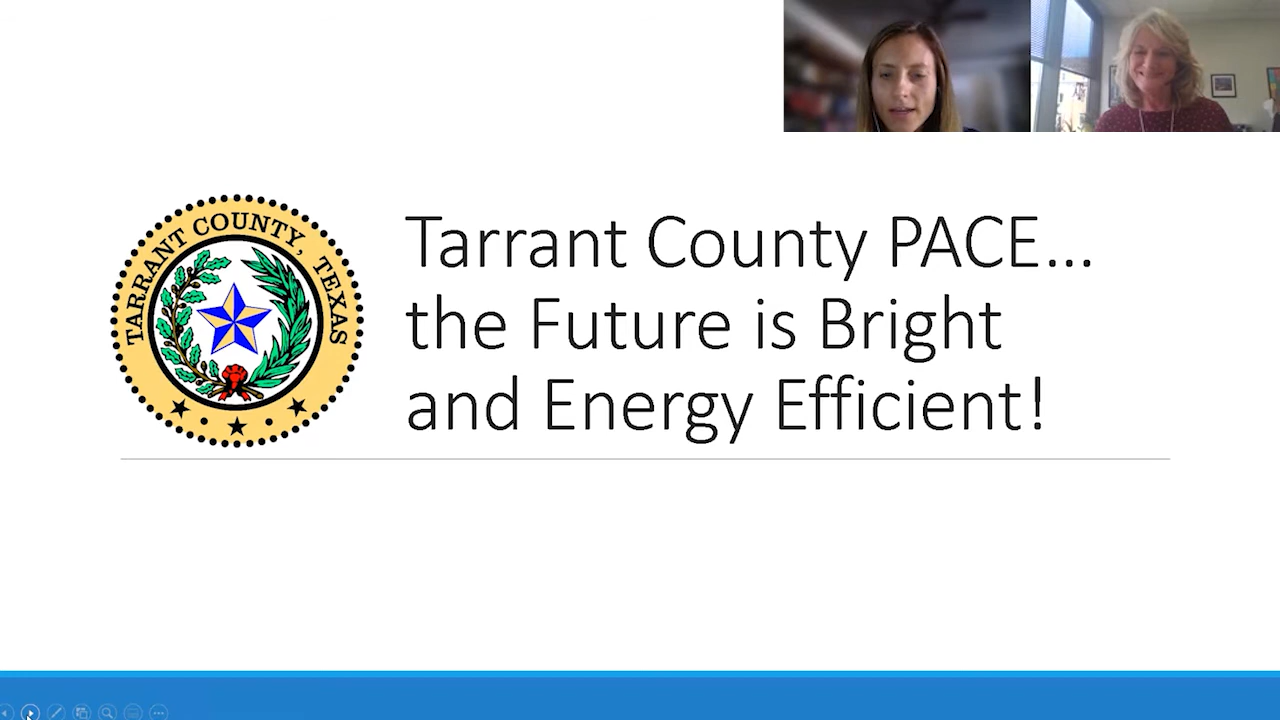 TARRANT COUNTY, TEXAS
Tarrant County PACE...
the Future is Bright
and Energy Efficient!